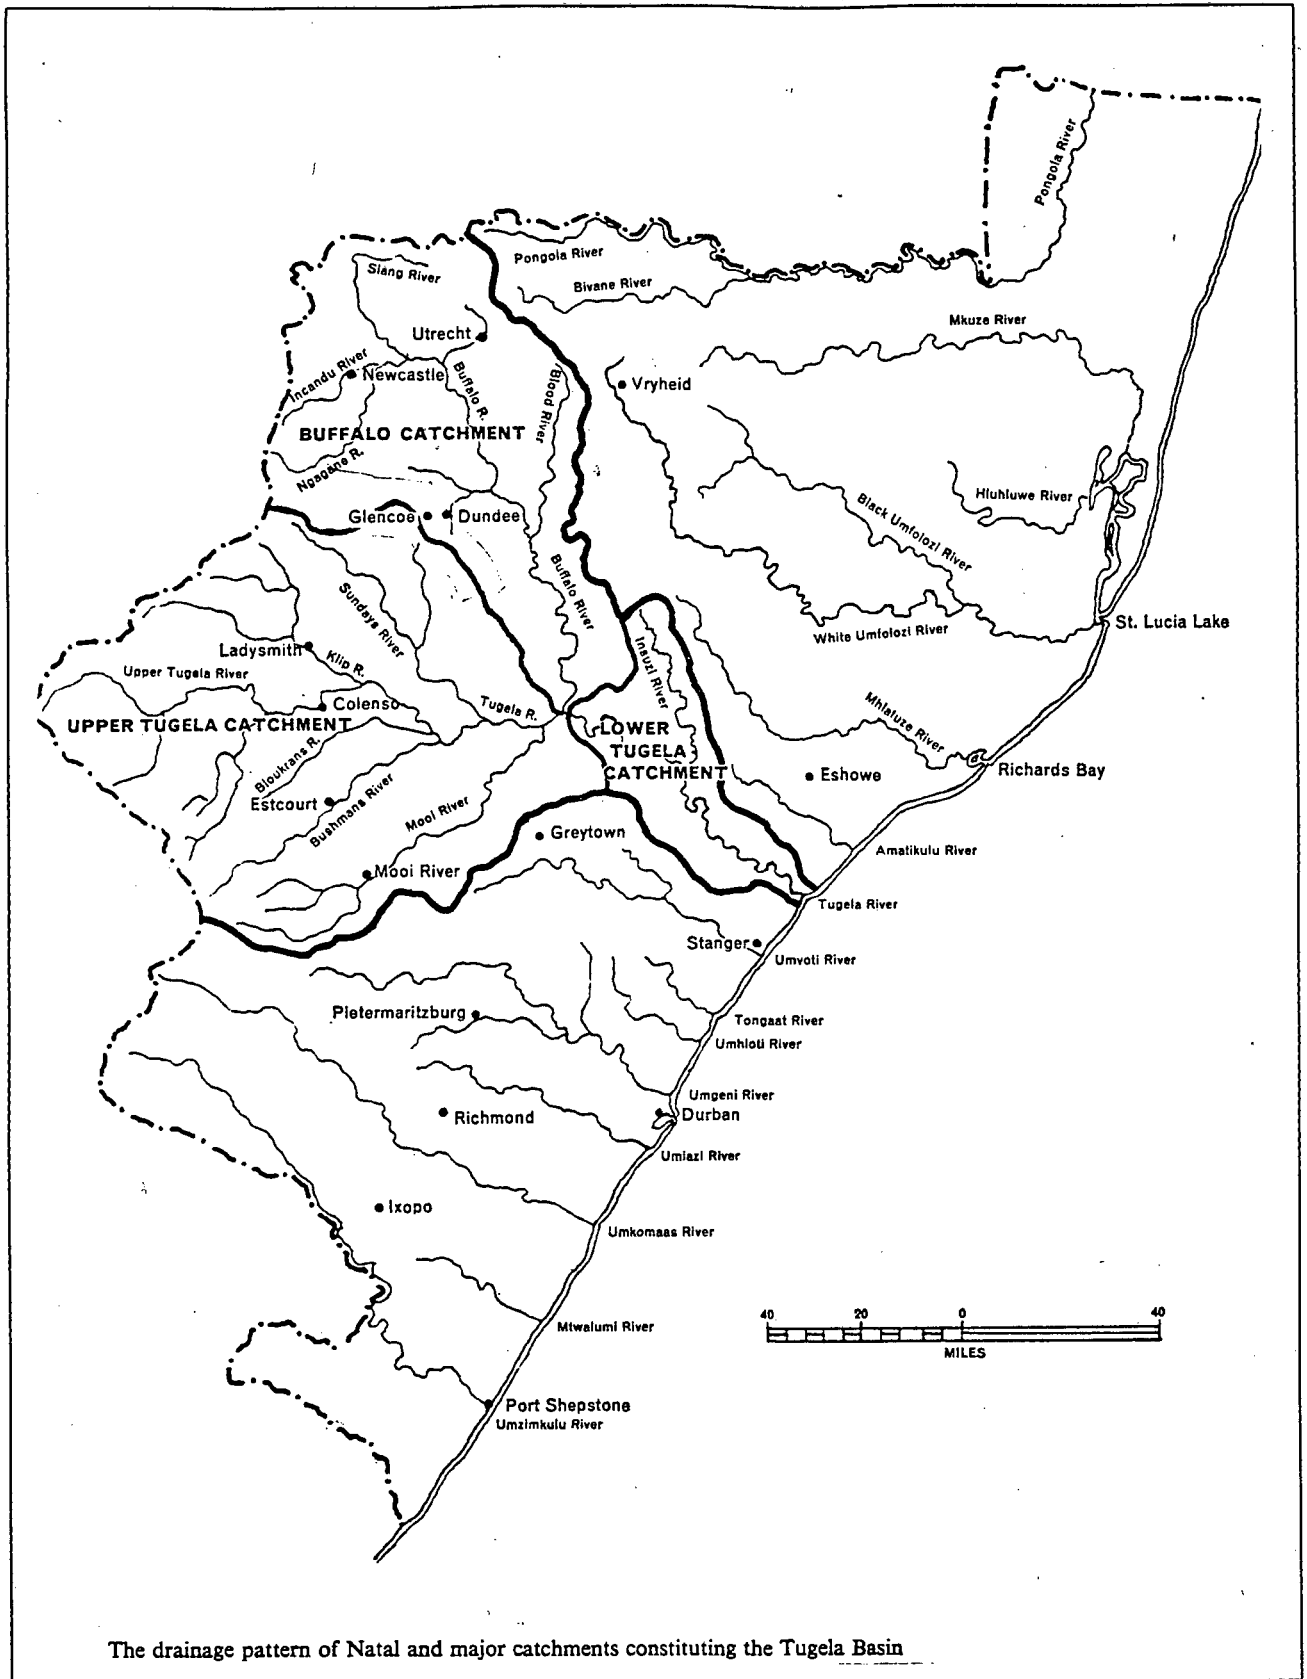 Pongola River
Pongola River
Slang River
Bivane River
Mkuze River
Utrecht
Incandu River
Newcastle
Buffalo R.
Blood River
Vryheid
BUFFALO CATCHMENT
Ngagane R.
Hluhluwe River
Black Umfolozi River
Glencoe
Dundee
Buffalo River
Sundays River
St. Lucia Lake
White Umfolozi River
Ladysmith
Klip R.
Insuzi River
Upper Tugela River
Colenso
Tugela R.
UPPER TUGELA CATCHMENT
LOWER
TUGELA
CATCHMENT
Mhlatuze River
Bloukrans R.
Richards Bay
Eshowe
Estcourt
Bushmans River
Mooi River
Greytown
Amatikulu River
Mooi River
Tugela River
Stanger
Umvoti River
Pietermaritzburg
Tongaat River
Umhloti River
Umgeni River
Richmond
Durban
Umlazi River
Ixopo
Umkomaas River
40 20 0 40
MILES
Mtwalumi River
Port Shepstone
Umzimkulu River
The drainage pattern of Natal and major catchments constituting the Tugela Basin